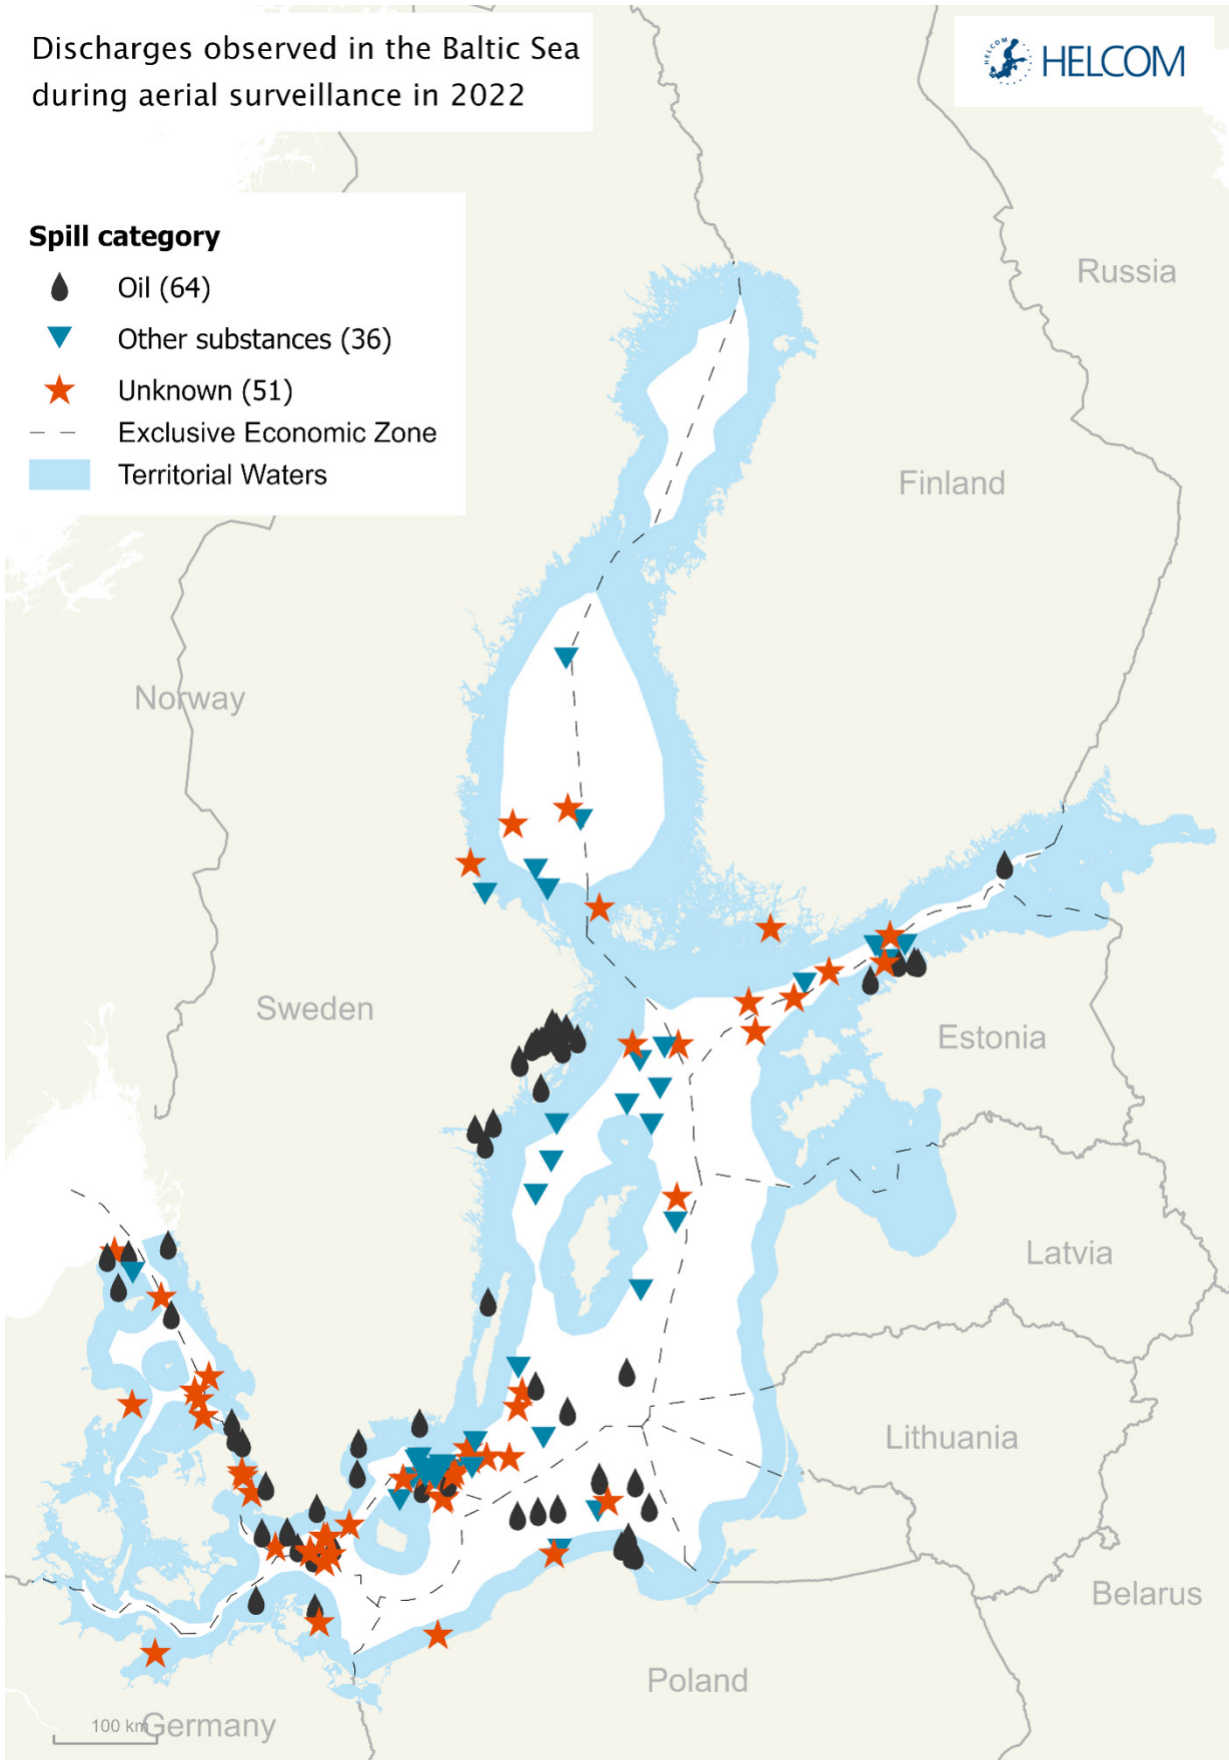 Discharges observed in the Baltic Sea
during aerial surveillance in 2022
HELCOM
HELCOM
Spill category
Oil (64)
Other substances (36)
Unknown (51)
Exclusive Economic Zone
Territorial Waters
Russia
Finland
Norway
Sweden
Estonia
Latvia
Lithuania
Belarus
Poland
100 km
Germany